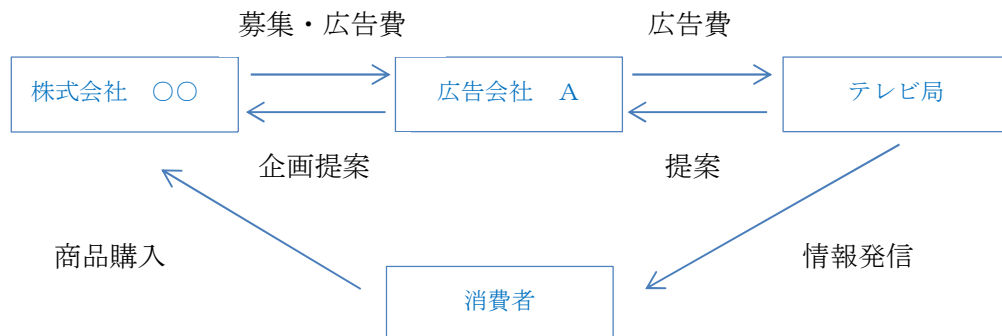 募集・広告費
広告費
株式会社　○○
広告会社　A
テレビ局
企画提案
提案
商品購入
情報発信
消費者